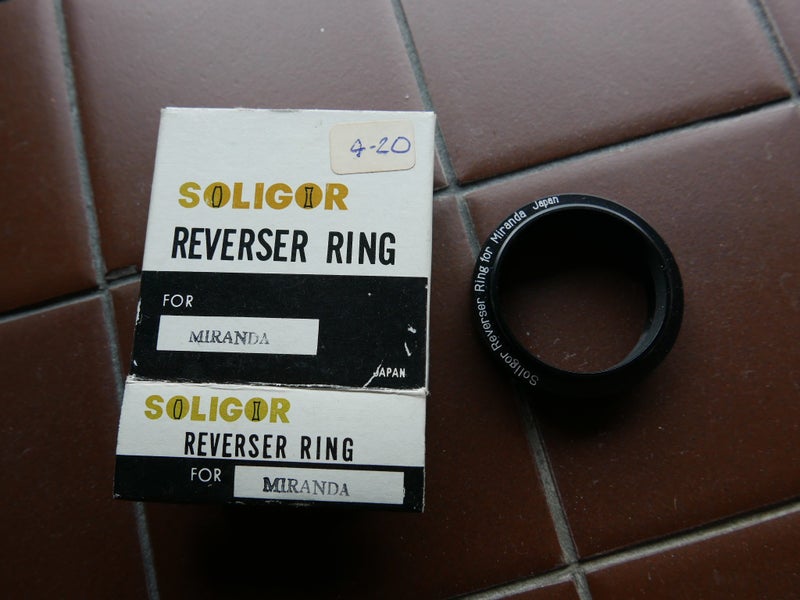 4-20
SOLIGOR
REVERSER RING
FOR
MIRANDA
JAPAN
SOLIGOR
REVERSER RING
FOR
MIRANDA
Soligor Reverser Ring for Miranda Japan